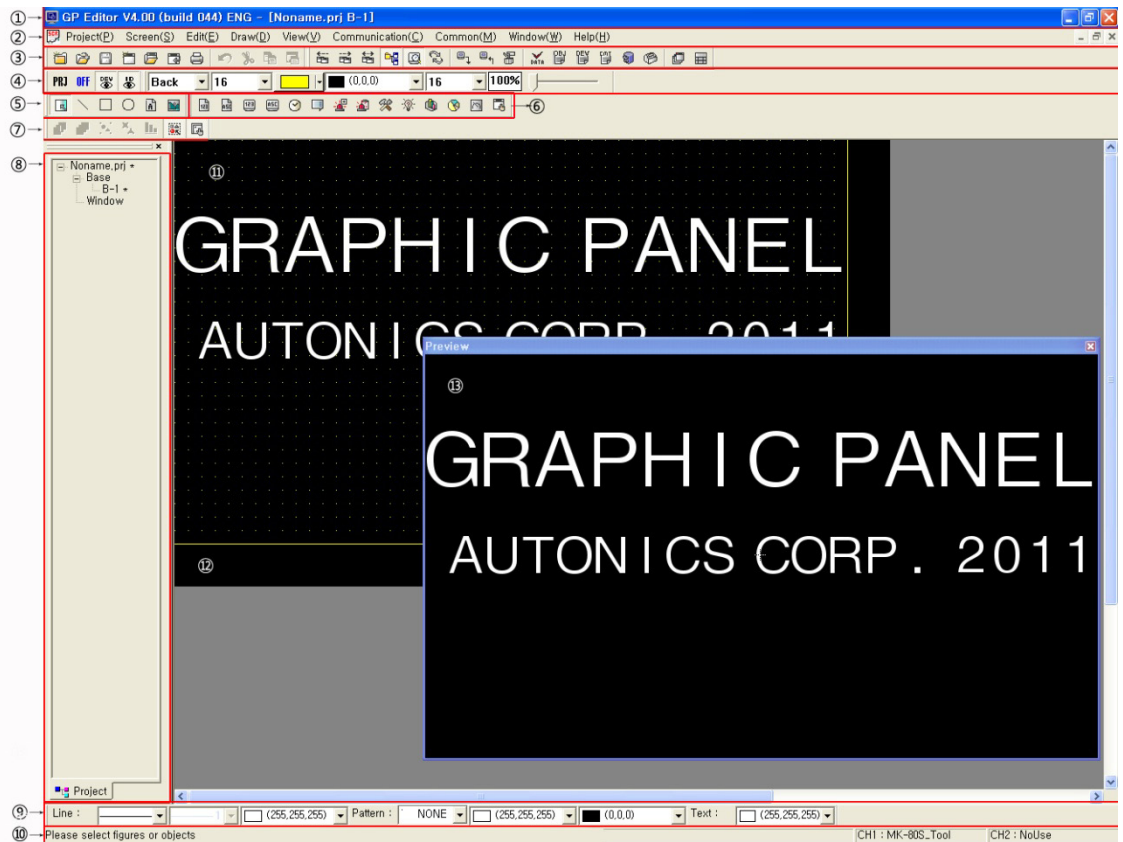 ① GP Editor V4.00 (build 044) ENG - [Noname.prj B-1]
② Project(P) Screen(S) Edit(E) Draw(D) View(V) Communication(C) Common(M) Window(W) Help(H)
③
④ PRJ OFF DEV ID Back 16 (0,0,0) 16 100%
⑤ ⑥
⑦
⑧
Noname.prj *
Base
B-1 *
Window
⑪
GRAPHIC PANEL
AUTONICS CORP. 2011
⑫
Preview
⑬
GRAPHIC PANEL
AUTONICS CORP. 2011
Project
⑨ Line : 1 (255,255,255) Pattern : NONE (255,255,255) (0,0,0) Text : (255,255,255)
⑩ Please select figures or objects CH1 : MK-80S_Tool CH2 : NoUse